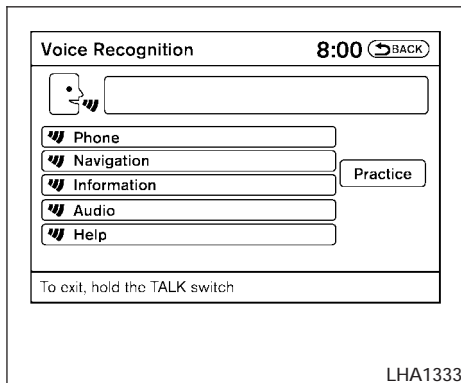 Voice Recognition 8:00 BACK
Phone
Navigation
Practice
Information
Audio
Help
To exit, hold the TALK switch
LHA1333